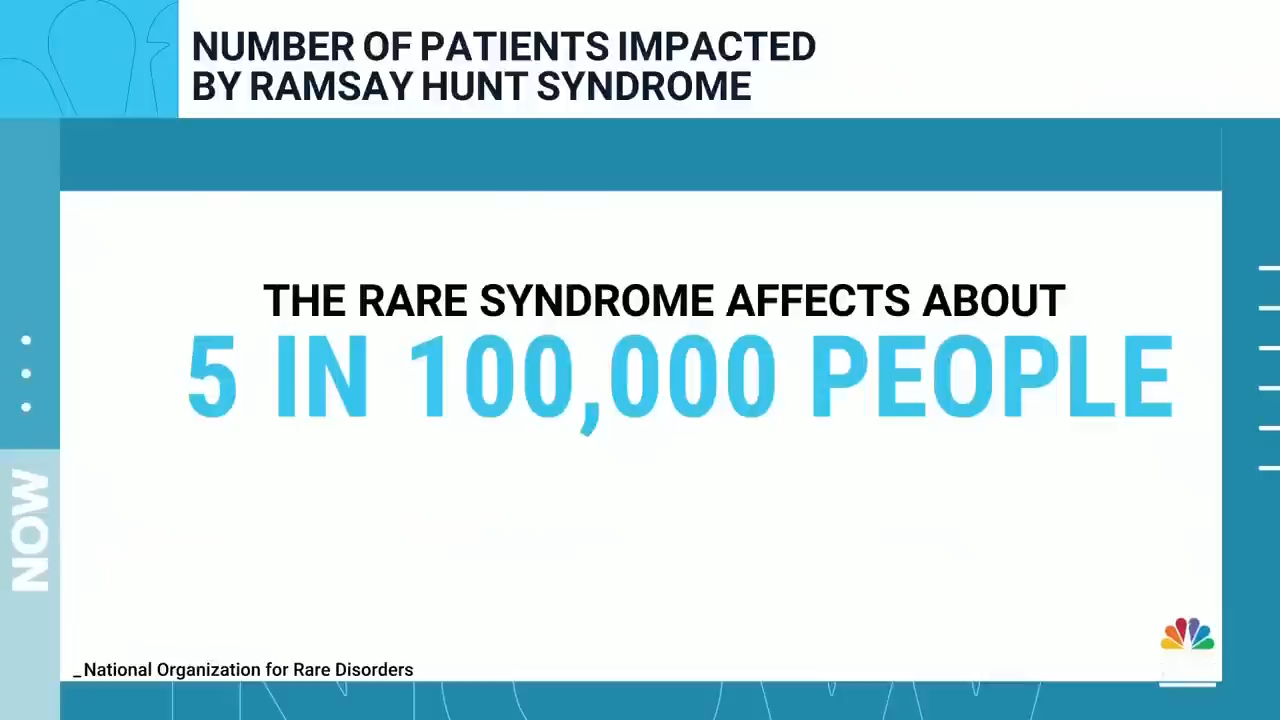 NUMBER OF PATIENTS IMPACTED
BY RAMSAY HUNT SYNDROME
THE RARE SYNDROME AFFECTS ABOUT
5 IN 100,000 PEOPLE
NOW
_National Organization for Rare Disorders